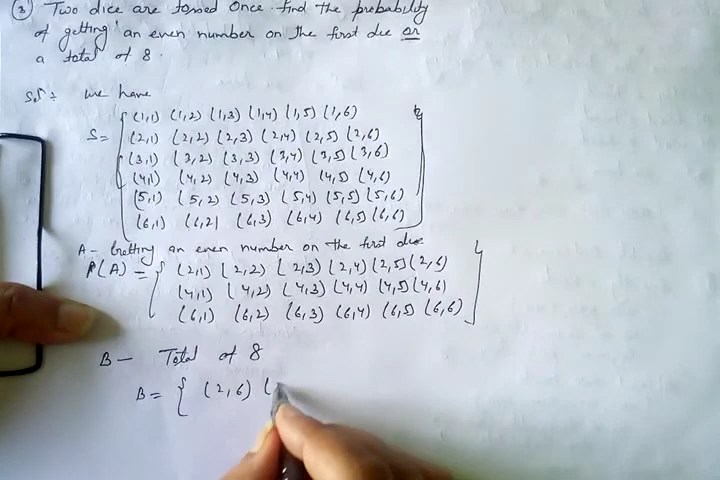 ③ Two dice are tossed once. find the probability
of getting an even number on the first die or
a total of 8.
Sol: we have
S = { (1,1) (1,2) (1,3) (1,4) (1,5) (1,6)
(2,1) (2,2) (2,3) (2,4) (2,5) (2,6)
(3,1) (3,2) (3,3) (3,4) (3,5) (3,6)
(4,1) (4,2) (4,3) (4,4) (4,5) (4,6)
(5,1) (5,2) (5,3) (5,4) (5,5) (5,6)
(6,1) (6,2) (6,3) (6,4) (6,5) (6,6) }
A - Getting an even number on the first die
P(A) = { (2,1) (2,2) (2,3) (2,4) (2,5) (2,6)
(4,1) (4,2) (4,3) (4,4) (4,5) (4,6)
(6,1) (6,2) (6,3) (6,4) (6,5) (6,6) }
B - Total of 8
B = { (2,6) (